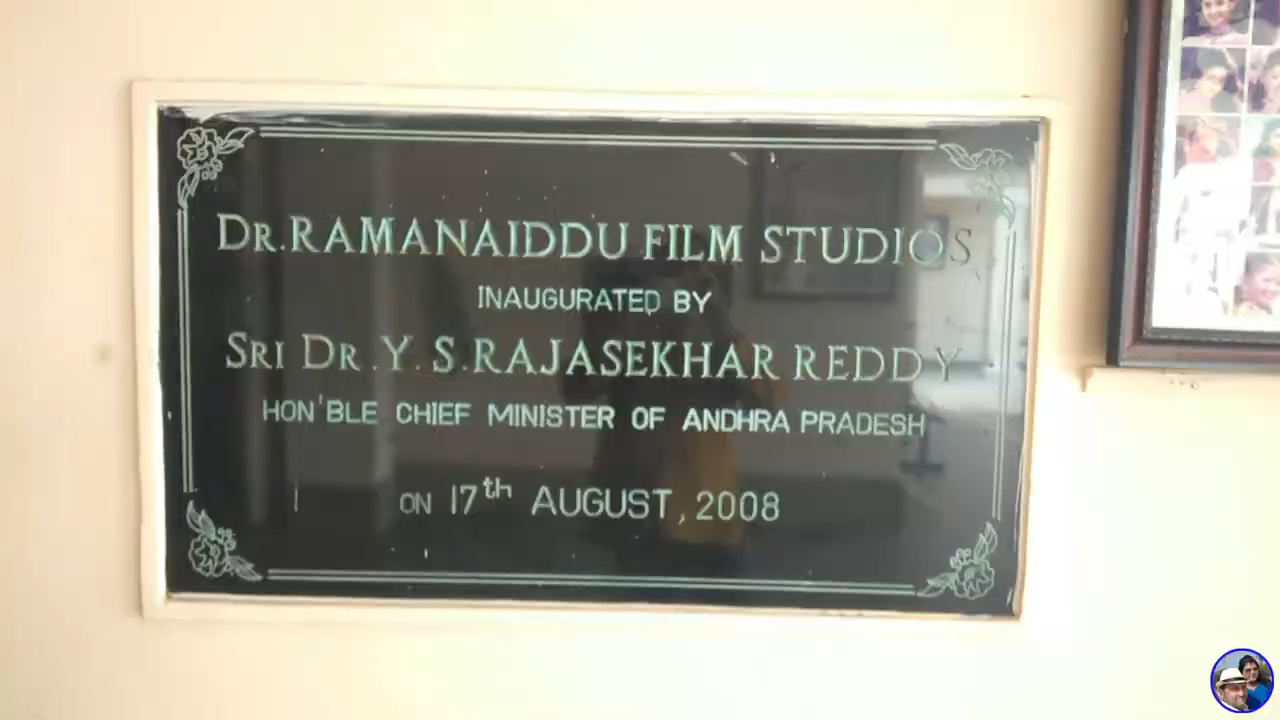 DR.RAMANAIDDU FILM STUDIOS
INAUGURATED BY
SRI DR.Y.S.RAJASEKHAR REDDY
HON'BLE CHIEF MINISTER OF ANDHRA PRADESH
ON 17th AUGUST, 2008